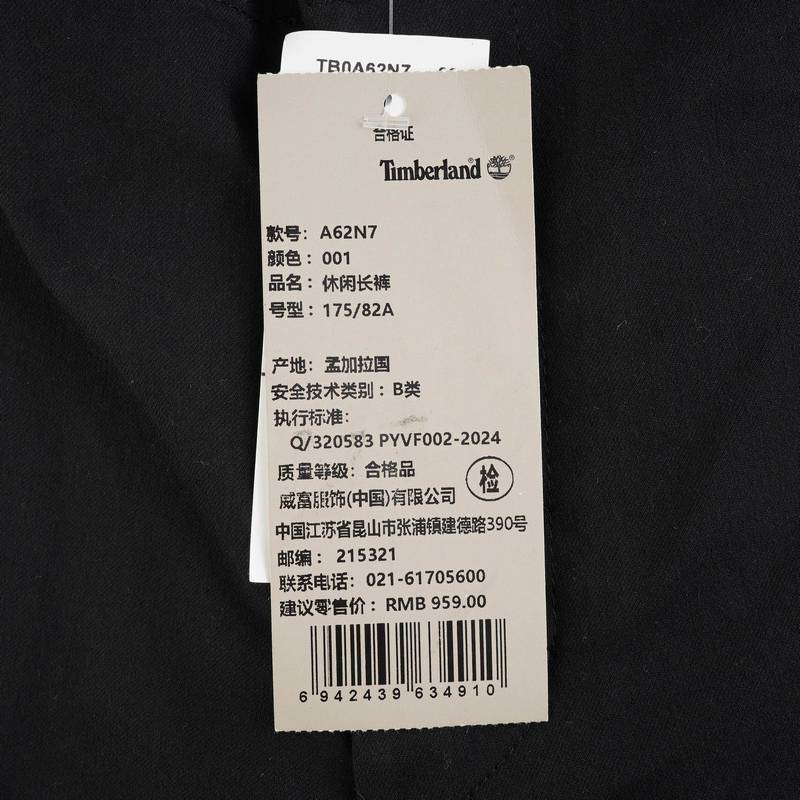 TB0A62N7
合格证
Timberland
款号：A62N7
颜色：001
品名：休闲长裤
号型：175/82A
产地：孟加拉国
安全技术类别：B类
执行标准：
Q/320583 PYVF002-2024
质量等级：合格品
检
威富服饰(中国)有限公司
中国江苏省昆山市张浦镇建德路390号
邮编：215321
联系电话：021-61705600
建议零售价：RMB 959.00
6 942439 634910